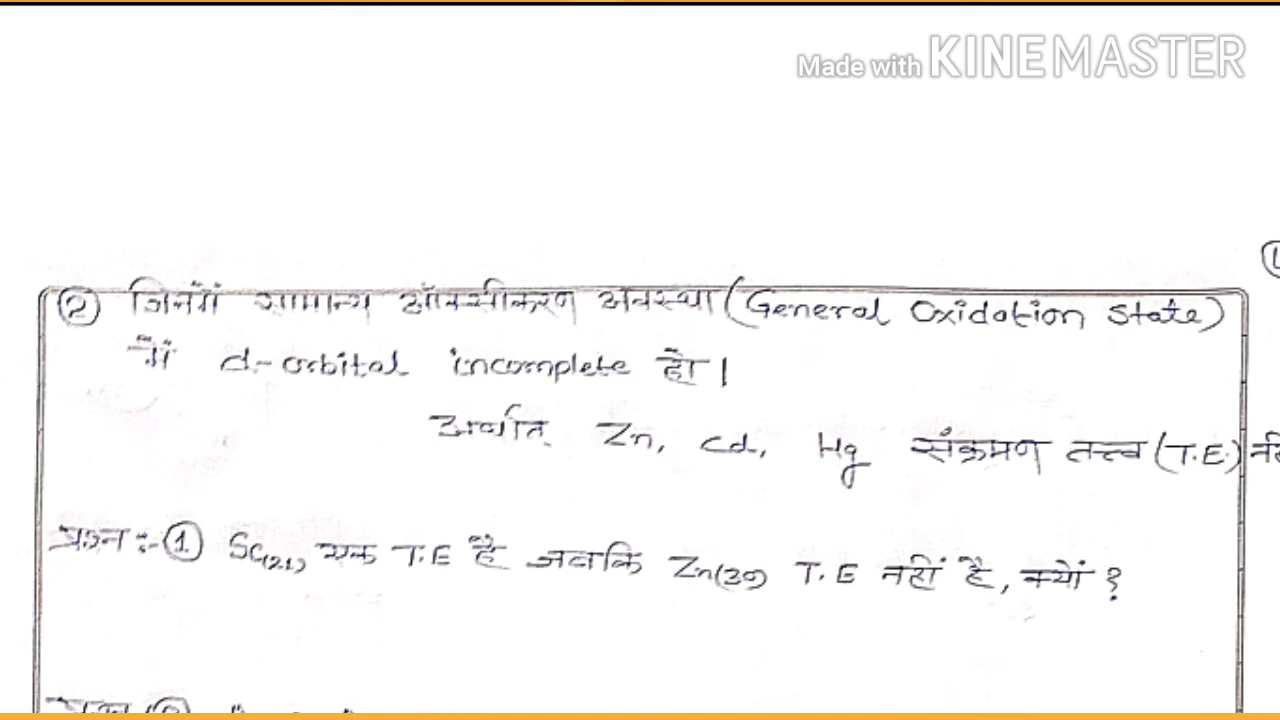 Made with KINEMASTER
② जिनमें सामान्य ऑक्सीकरण अवस्था (General Oxidation State)
में d-orbital incomplete हो।
अर्थात् Zn, Cd, Hg संक्रमण तत्त्व (T.E.)
प्रश्न :- ① Sc(21) एक T.E है जबकि Zn(30) T.E नहीं है, क्यों ?